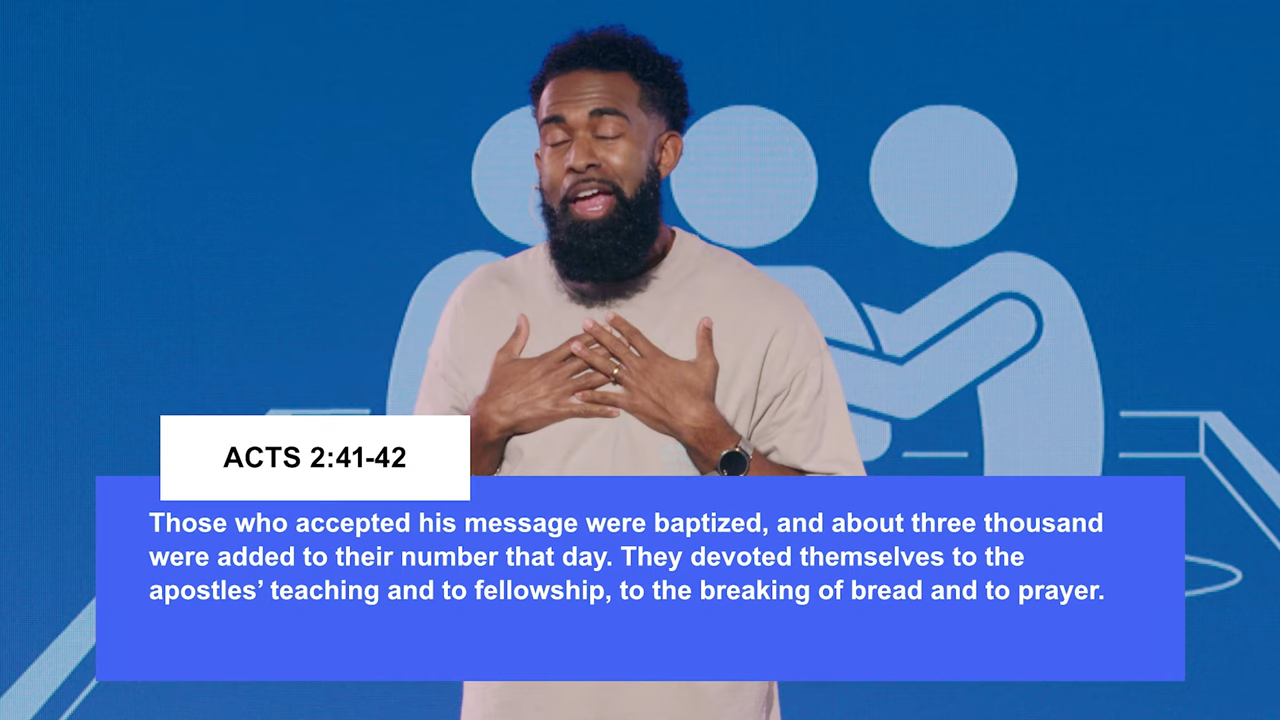 ACTS 2:41-42
Those who accepted his message were baptized, and about three thousand
were added to their number that day. They devoted themselves to the
apostles’ teaching and to fellowship, to the breaking of bread and to prayer.